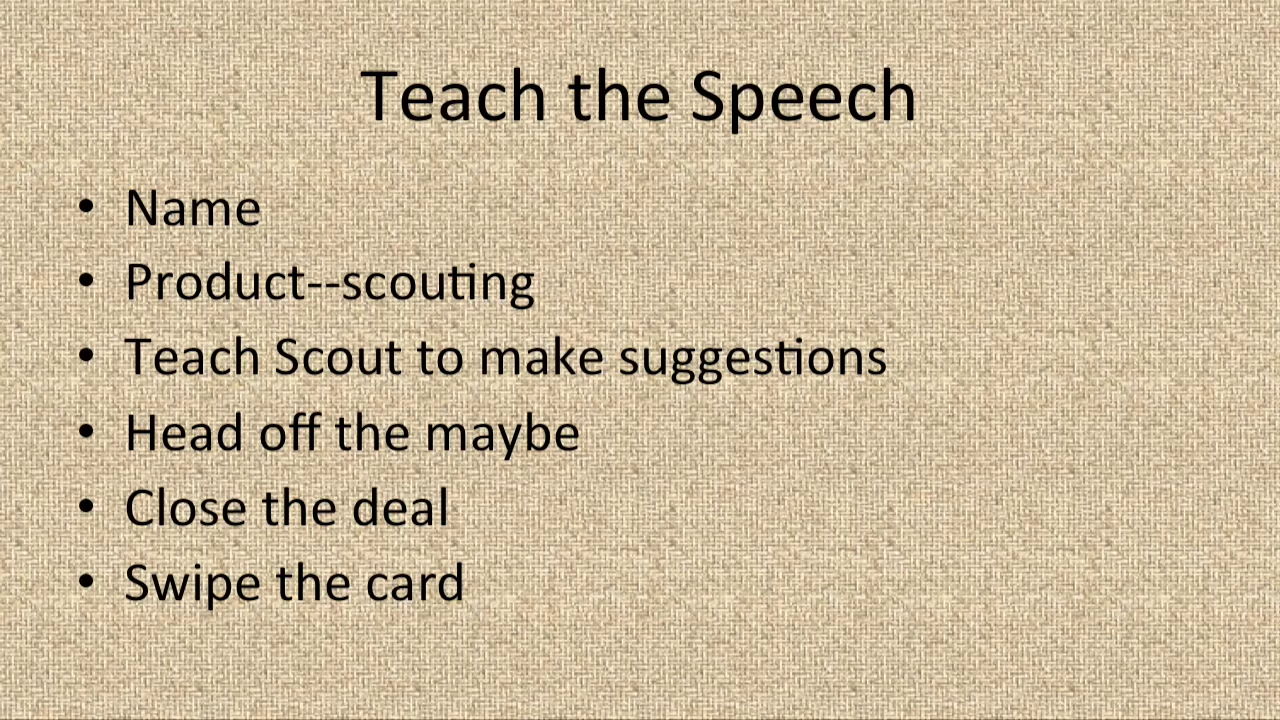 Teach the Speech
• Name
• Product--scouting
• Teach Scout to make suggestions
• Head off the maybe
• Close the deal
• Swipe the card